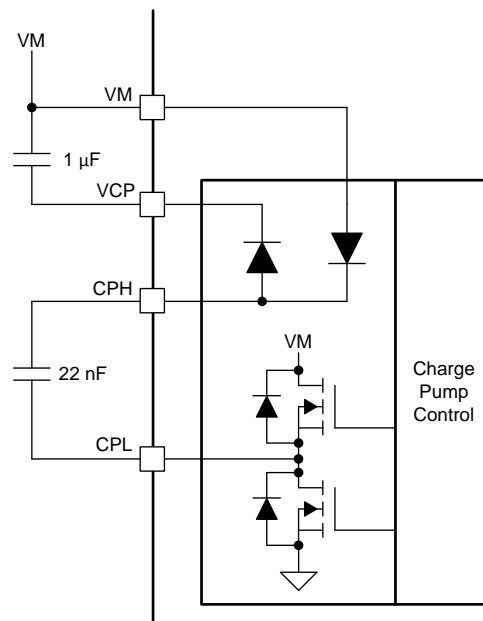 VM
VM
1 µF
VCP
CPH
VM
22 nF
CPL
Charge
Pump
Control